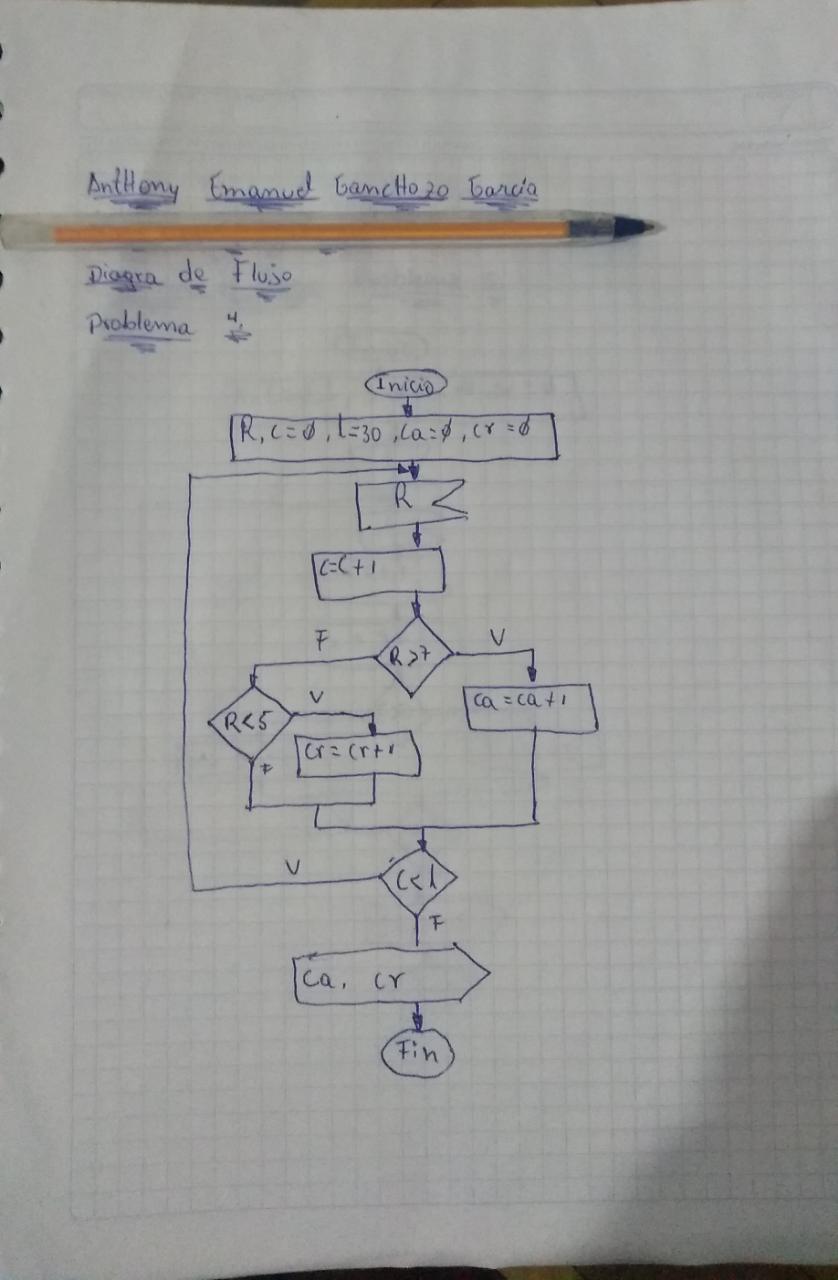 Anthony Emanuel Ganchozo García
Diagra de Flujo
Problema 4.
Inicio
R, C=∅, l=30, Ca=∅, Cr=∅
R
C=C+1
R>7
F
V
R<5
V
F
Cr=Cr+1
Ca=Ca+1
C<l
V
F
Ca, Cr
Fin